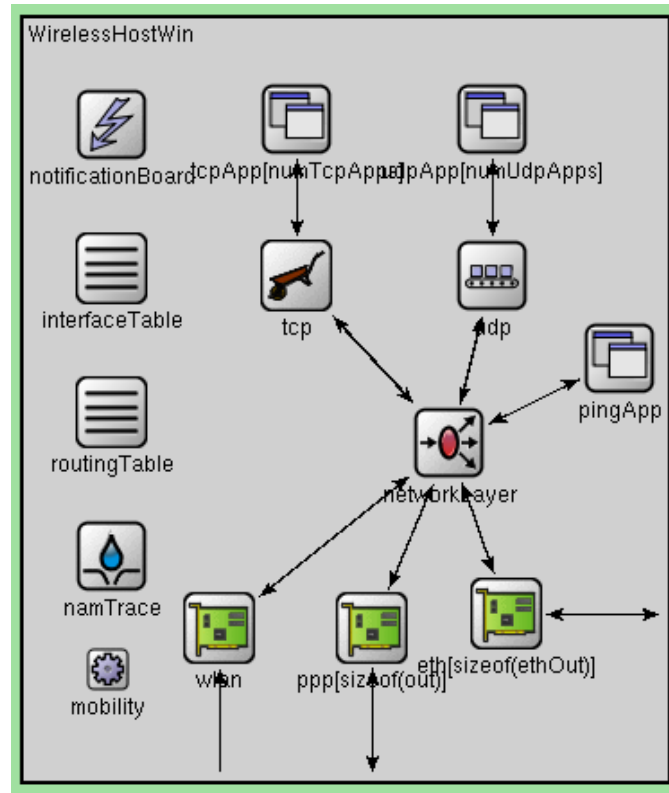 WirelessHostWin
notificationBoard
tcpApp[numTcpApps]
udpApp[numUdpApps]
interfaceTable
tcp
udp
pingApp
routingTable
networkLayer
namTrace
wlan
ppp[sizeof(out)]
eth[sizeof(ethOut)]
mobility